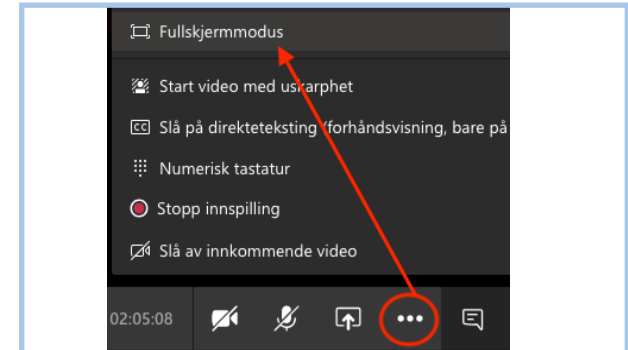 Fullskjermmodus
Start video med uskarphet
Slå på direkteteksting (forhåndsvisning, bare på
Numerisk tastatur
Stopp innspilling
Slå av innkommende video
02:05:08